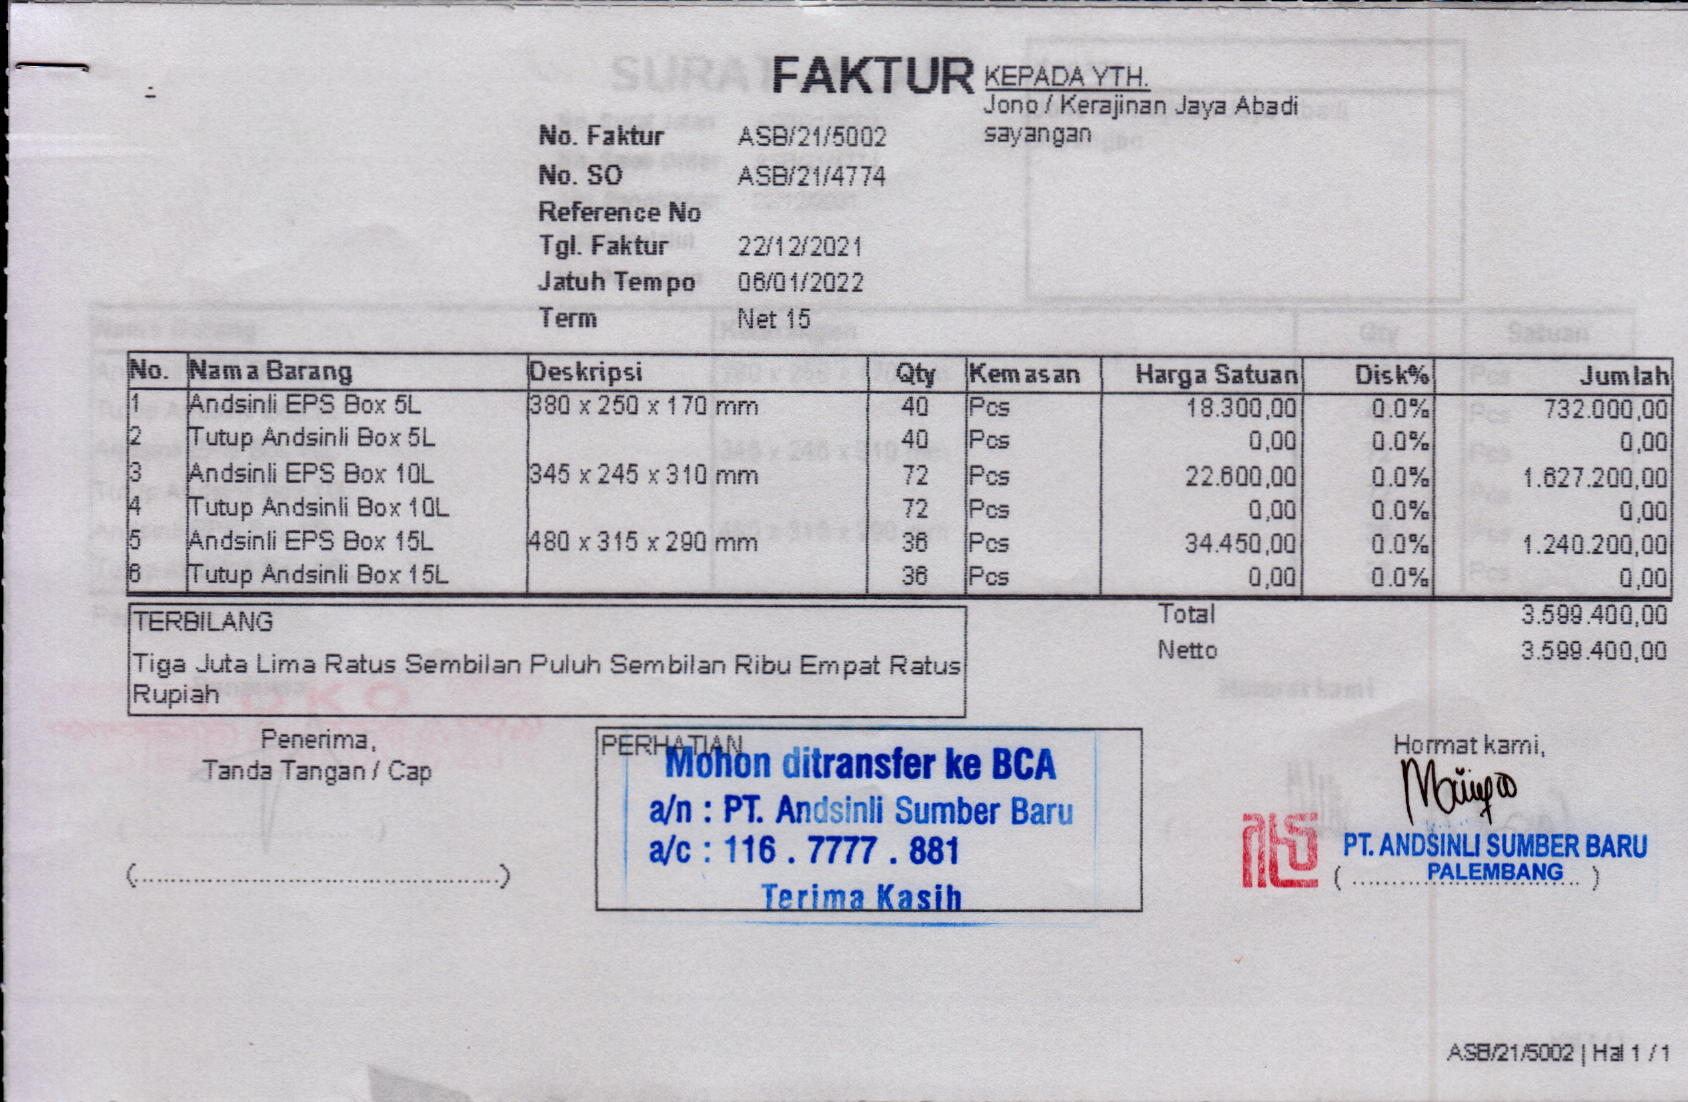 FAKTUR
KEPADA YTH.
Jono / Kerajinan Jaya Abadi
sayangan
No. Faktur ASB/21/5002
No. SO ASB/21/4774
Reference No
Tgl. Faktur 22/12/2021
Jatuh Tempo 06/01/2022
Term Net 15
No. Nama Barang Deskripsi Qty Kemasan Harga Satuan Disk% Jumlah
1 Andsinli EPS Box 5L 380 x 250 x 170 mm 40 Pcs 18.300,00 0.0% 732.000,00
2 Tutup Andsinli Box 5L 40 Pcs 0,00 0.0% 0,00
3 Andsinli EPS Box 10L 345 x 245 x 310 mm 72 Pcs 22.600,00 0.0% 1.627.200,00
4 Tutup Andsinli Box 10L 72 Pcs 0,00 0.0% 0,00
5 Andsinli EPS Box 15L 480 x 315 x 290 mm 36 Pcs 34.450,00 0.0% 1.240.200,00
6 Tutup Andsinli Box 15L 36 Pcs 0,00 0.0% 0,00
TERBILANG
Tiga Juta Lima Ratus Sembilan Puluh Sembilan Ribu Empat Ratus
Rupiah
Total 3.599.400,00
Netto 3.599.400,00
Penerima,
Tanda Tangan / Cap
(................................................)
PERHATIAN
Mohon ditransfer ke BCA
a/n : PT. Andsinli Sumber Baru
a/c : 116 . 7777 . 881
Terima Kasih
Hormat kami,
PT. ANDSINLI SUMBER BARU
PALEMBANG
ASB/21/5002 | Hal 1 / 1